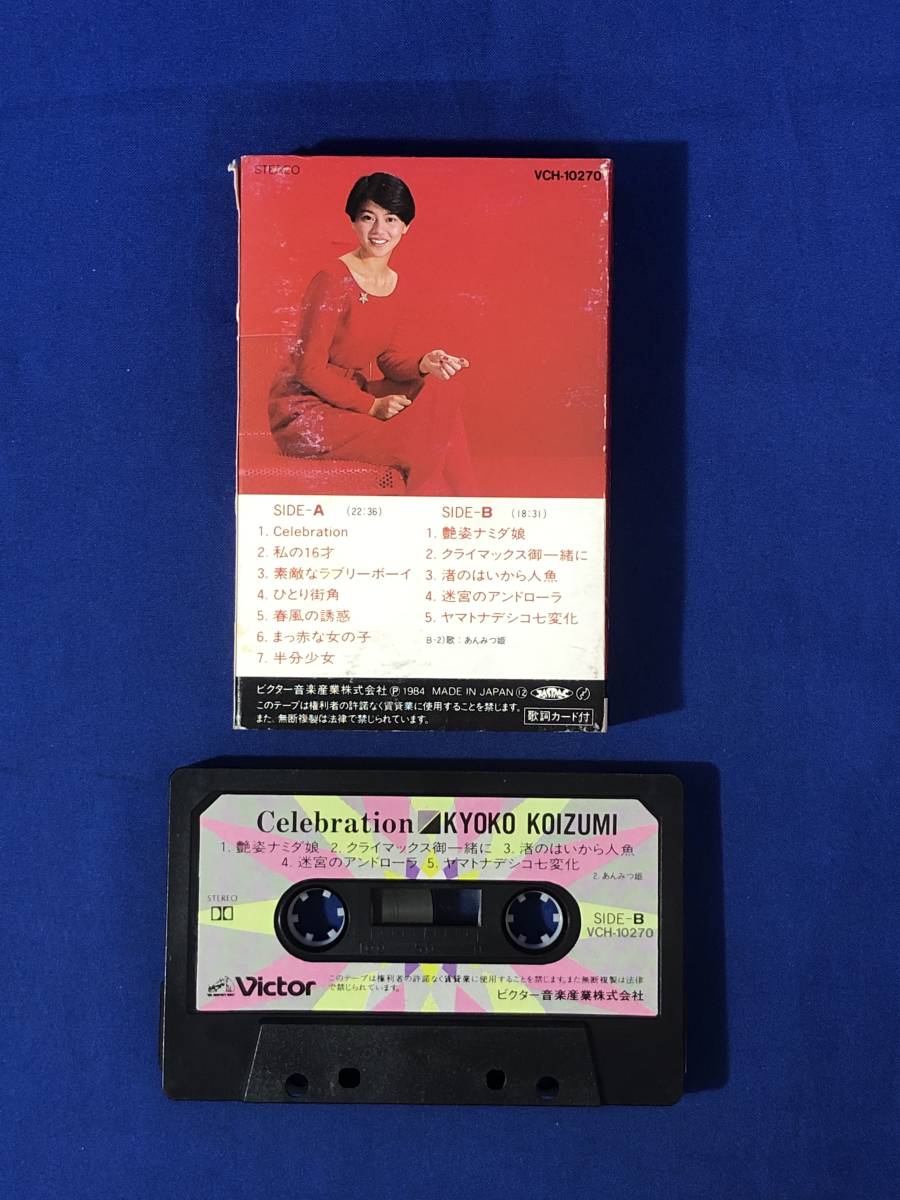 STEREO
VCH-10270
SIDE-A (22:36)
1. Celebration
2. 私の16才
3. 素敵なラブリーボーイ
4. ひとり街角
5. 春風の誘惑
6. まっ赤な女の子
7. 半分少女
SIDE-B (18:31)
1. 艶姿ナミダ娘
2. クライマックス御一緒に
3. 渚のはいから人魚
4. 迷宮のアンドローラ
5. ヤマトナデシコ七変化
B-2)歌：あんみつ姫
ビクター音楽産業株式会社 Ⓟ 1984 MADE IN JAPAN ⑫
このテープは権利者の許諾なく賃貸業に使用することを禁じます。
また、無断複製は法律で禁じられています。
歌詞カード付
Celebration KYOKO KOIZUMI
1. 艶姿ナミダ娘 2. クライマックス御一緒に 3. 渚のはいから人魚
4. 迷宮のアンドローラ 5. ヤマトナデシコ七変化
2. あんみつ姫
STEREO
SIDE-B
VCH-10270
Victor
このテープは権利者の許諾なく賃貸業に使用することを禁じます。また無断複製は法律
で禁じられています。
ビクター音楽産業株式会社